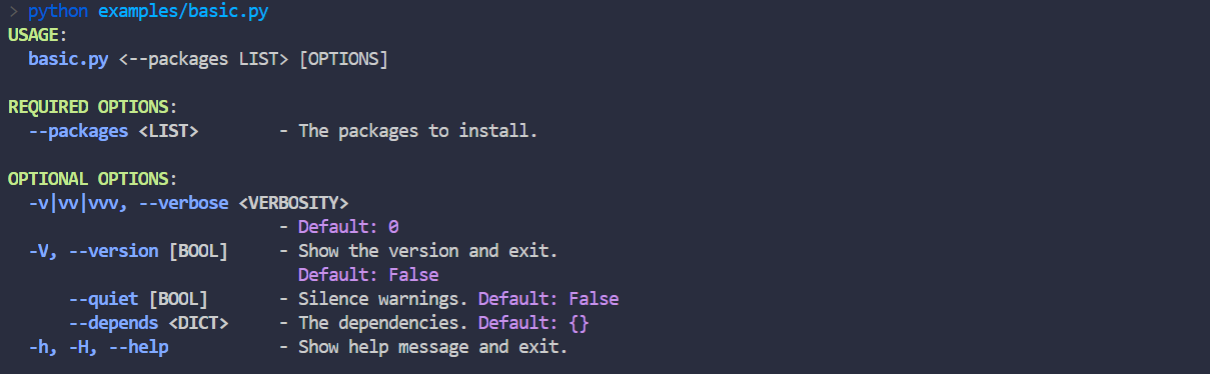 > python examples/basic.py
USAGE:
  basic.py <--packages LIST> [OPTIONS]

REQUIRED OPTIONS:
  --packages <LIST>        - The packages to install.

OPTIONAL OPTIONS:
  -v|vv|vvv, --verbose <VERBOSITY>
                           - Default: 0
  -V, --version [BOOL]     - Show the version and exit.
                             Default: False
      --quiet [BOOL]       - Silence warnings. Default: False
      --depends <DICT>     - The dependencies. Default: {}
  -h, -H, --help           - Show help message and exit.